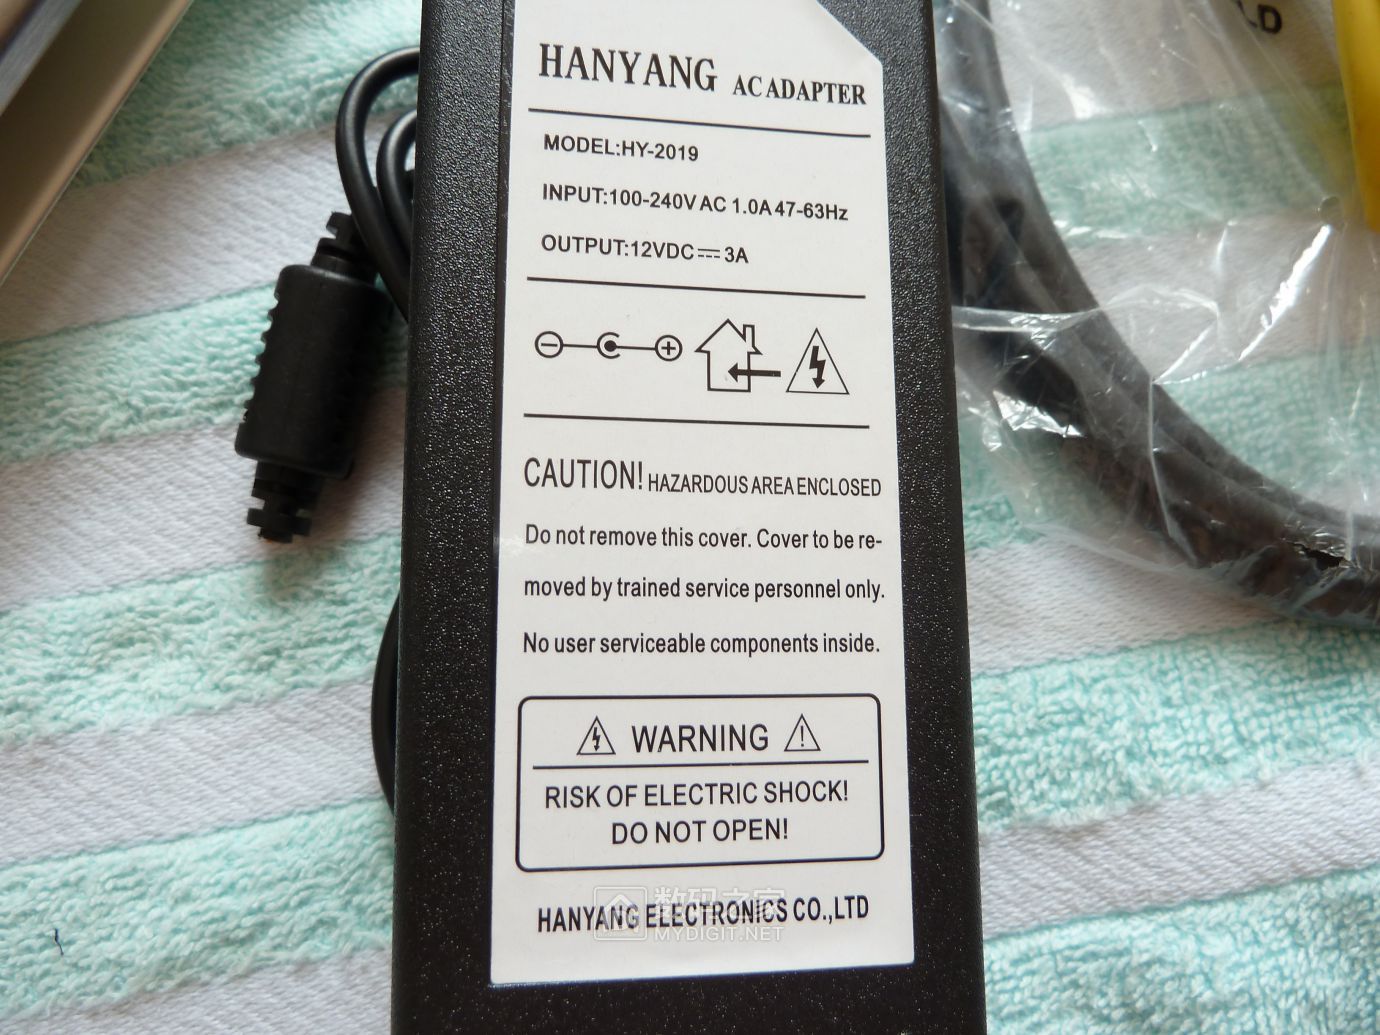 LD
HANYANG AC ADAPTER
MODEL:HY-2019
INPUT:100-240V AC 1.0A 47-63Hz
OUTPUT:12VDC⎓3A
CAUTION! HAZARDOUS AREA ENCLOSED
Do not remove this cover. Cover to be re-
moved by trained service personnel only.
No user serviceable components inside.
WARNING
RISK OF ELECTRIC SHOCK!
DO NOT OPEN!
HANYANG ELECTRONICS CO.,LTD
数码之家
MYDIGIT.NET